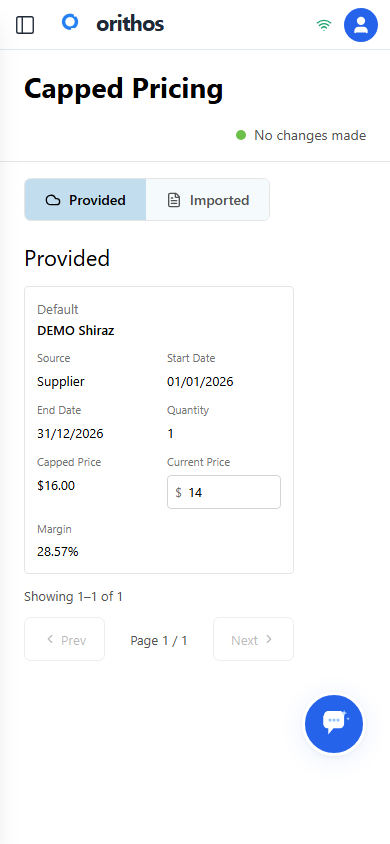 orithos
Capped Pricing
No changes made
Provided
Imported
Provided
Default
DEMO Shiraz
Source
Start Date
Supplier
01/01/2026
End Date
Quantity
31/12/2026
1
Capped Price
Current Price
$16.00
$ 14
Margin
28.57%
Showing 1–1 of 1
Prev
Page 1 / 1
Next